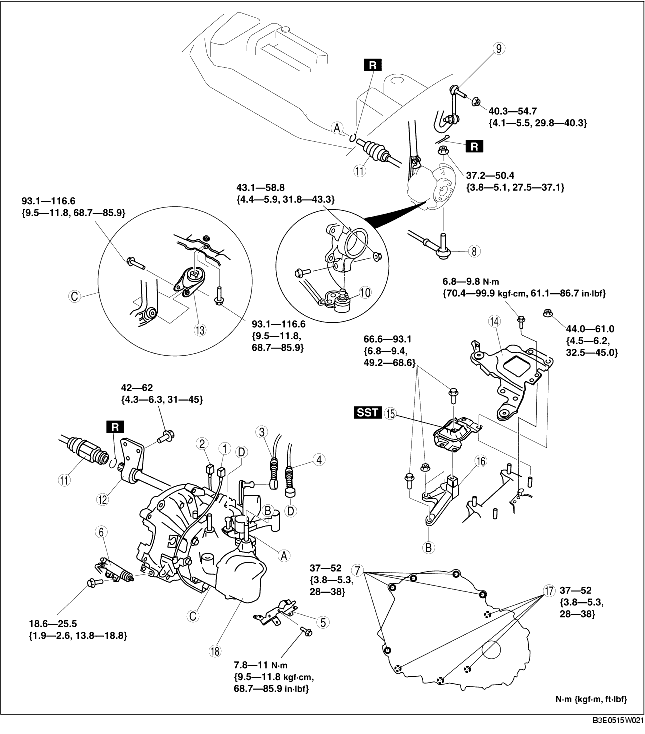 9
R
40.3—54.7
{4.1—5.5, 29.8—40.3}
A
R
11
37.2—50.4
{3.8—5.1, 27.5—37.1}
43.1—58.8
{4.4—5.9, 31.8—43.3}
93.1—116.6
{9.5—11.8, 68.7—85.9}
8
C
10
13
6.8—9.8 N·m
{70.4—99.9 kgf·cm, 61.1—86.7 in·lbf}
14
93.1—116.6
{9.5—11.8,
68.7—85.9}
66.6—93.1
{6.8—9.4,
49.2—68.6}
44.0—61.0
{4.5—6.2,
32.5—45.0}
42—62
{4.3—6.3, 31—45}
SST
15
R
2
1
D
3
4
11
12
16
B
D
B
6
A
37—52
{3.8—5.3,
28—38}
7
17
37—52
{3.8—5.3,
28—38}
C
18.6—25.5
{1.9—2.6, 13.8—18.8}
18
5
7.8—11 N·m
{9.5—11.8 kgf·cm,
68.7—85.9 in·lbf}
N·m {kgf·m, ft·lbf}
B3E0515W021